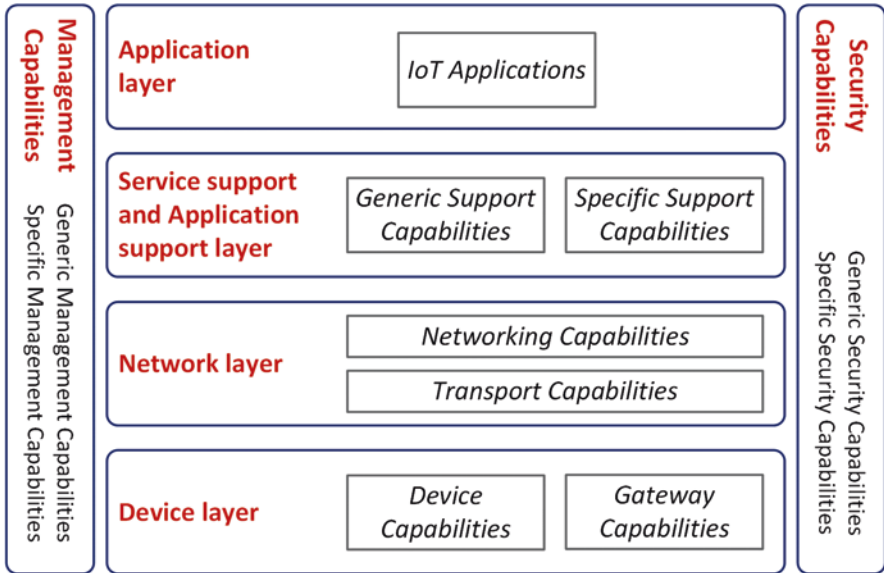 Management
Capabilities
Generic Management Capabilities
Specific Management Capabilities
Application
layer
IoT Applications
Service support
and Application
support layer
Generic Support
Capabilities
Specific Support
Capabilities
Network layer
Networking Capabilities
Transport Capabilities
Device layer
Device
Capabilities
Gateway
Capabilities
Security
Capabilities
Generic Security Capabilities
Specific Security Capabilities